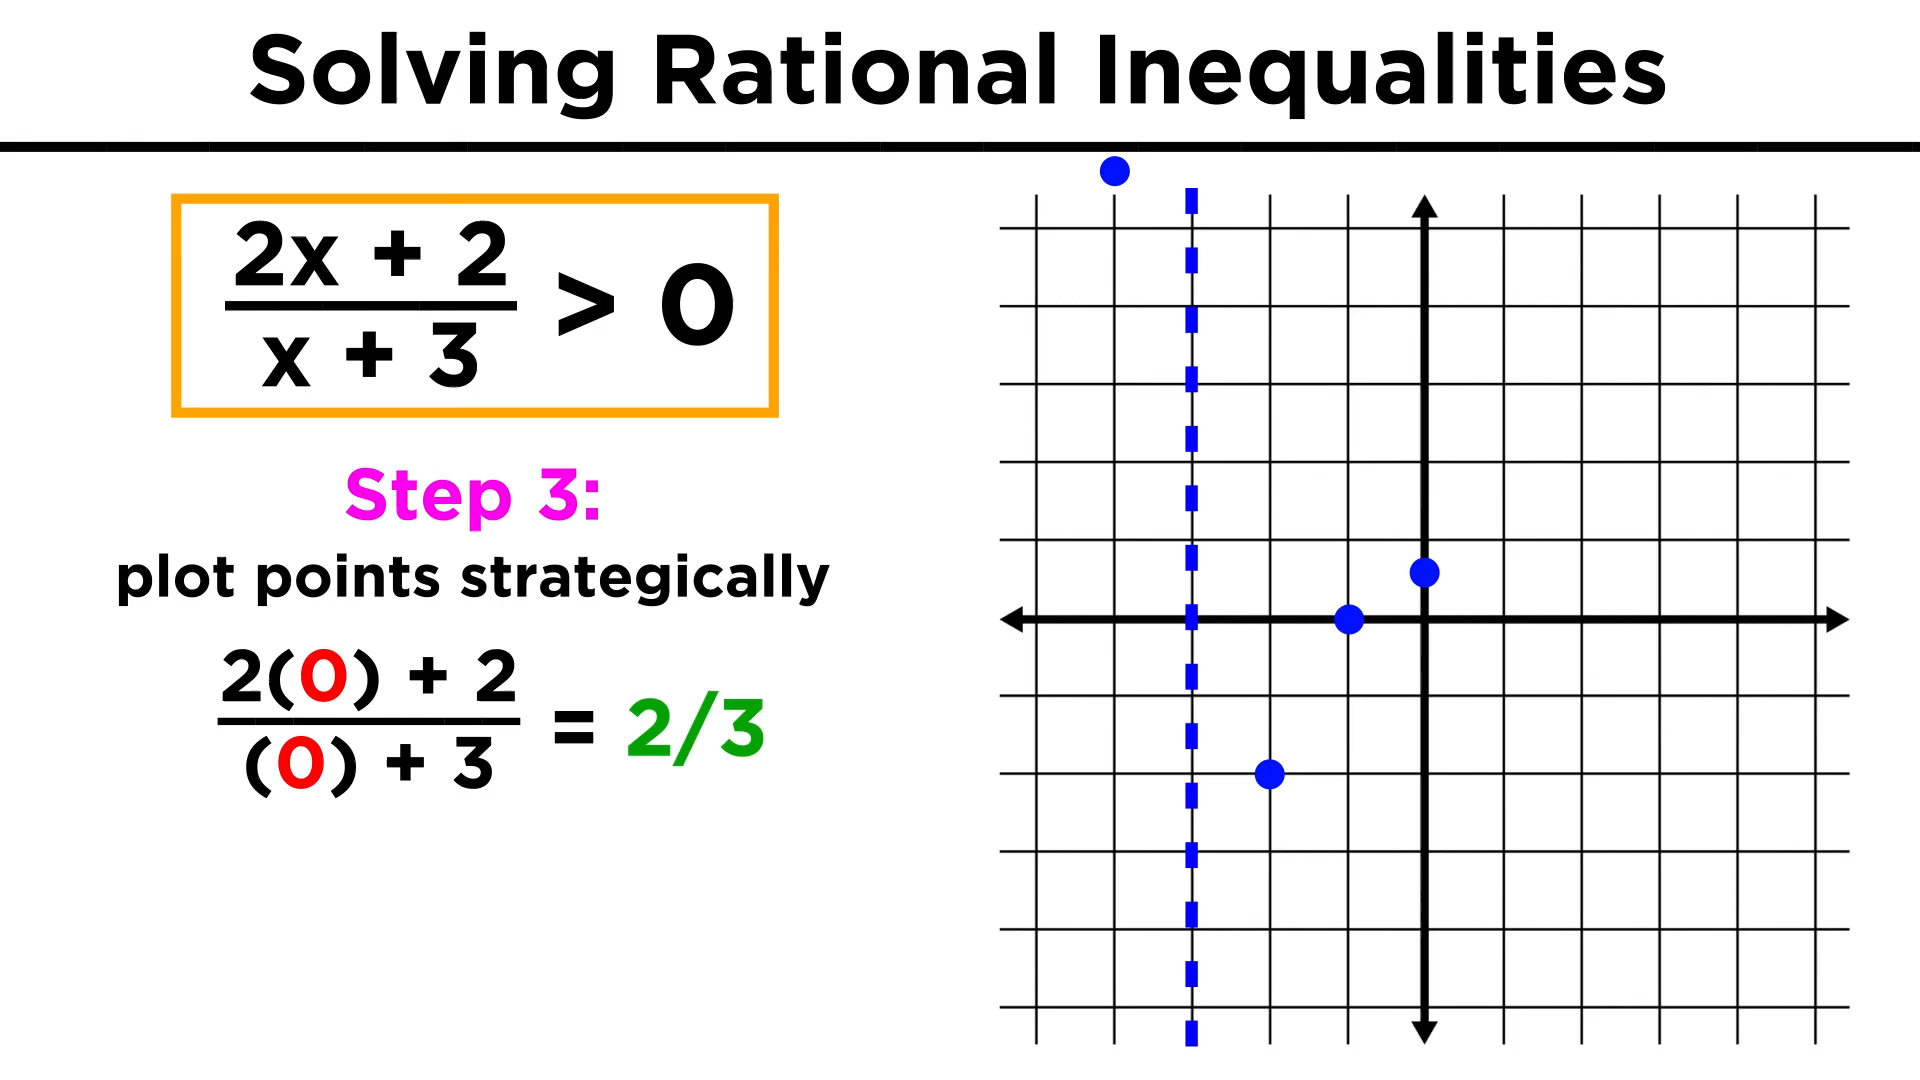 Solving Rational Inequalities
2x + 2
x + 3
> 0
Step 3:
plot points strategically
2(0) + 2
(0) + 3
= 2/3